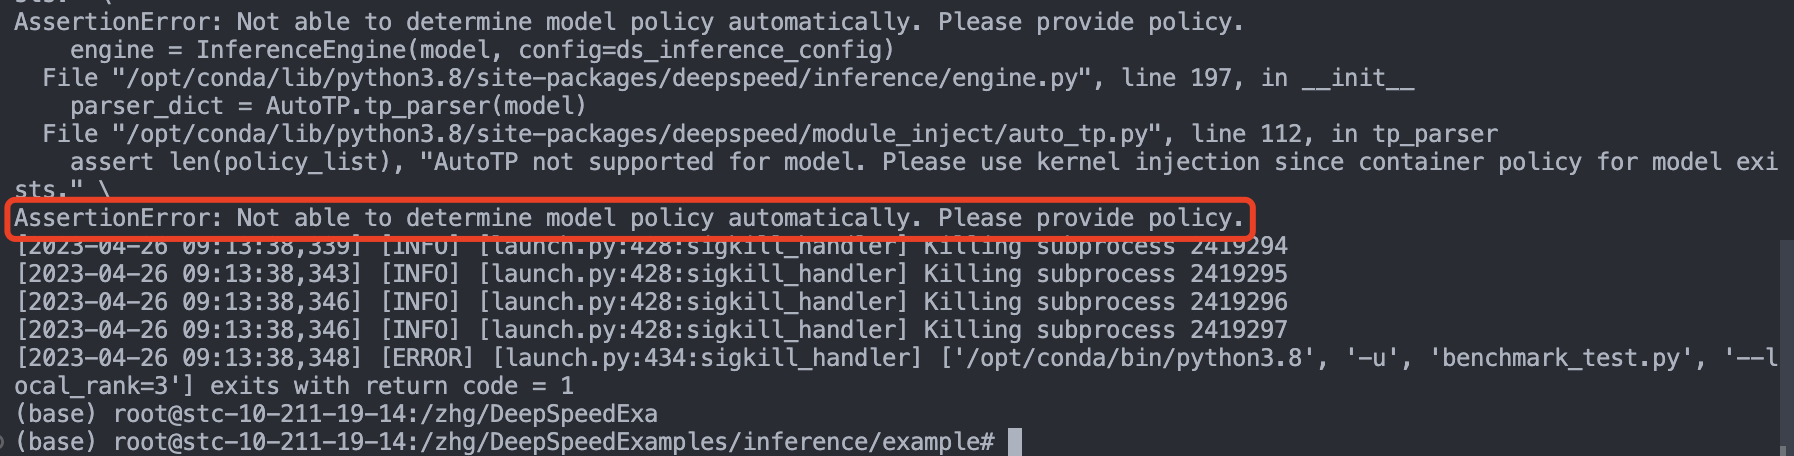 sts." \
AssertionError: Not able to determine model policy automatically. Please provide policy.
    engine = InferenceEngine(model, config=ds_inference_config)
  File "/opt/conda/lib/python3.8/site-packages/deepspeed/inference/engine.py", line 197, in __init__
    parser_dict = AutoTP.tp_parser(model)
  File "/opt/conda/lib/python3.8/site-packages/deepspeed/module_inject/auto_tp.py", line 112, in tp_parser
    assert len(policy_list), "AutoTP not supported for model. Please use kernel injection since container policy for model exi
sts." \
AssertionError: Not able to determine model policy automatically. Please provide policy.
[2023-04-26 09:13:38,339] [INFO] [launch.py:428:sigkill_handler] Killing subprocess 2419294
[2023-04-26 09:13:38,343] [INFO] [launch.py:428:sigkill_handler] Killing subprocess 2419295
[2023-04-26 09:13:38,346] [INFO] [launch.py:428:sigkill_handler] Killing subprocess 2419296
[2023-04-26 09:13:38,346] [INFO] [launch.py:428:sigkill_handler] Killing subprocess 2419297
[2023-04-26 09:13:38,348] [ERROR] [launch.py:434:sigkill_handler] ['/opt/conda/bin/python3.8', '-u', 'benchmark_test.py', '--l
ocal_rank=3'] exits with return code = 1
(base) root@stc-10-211-19-14:/zhg/DeepSpeedExa
(base) root@stc-10-211-19-14:/zhg/DeepSpeedExamples/inference/example#